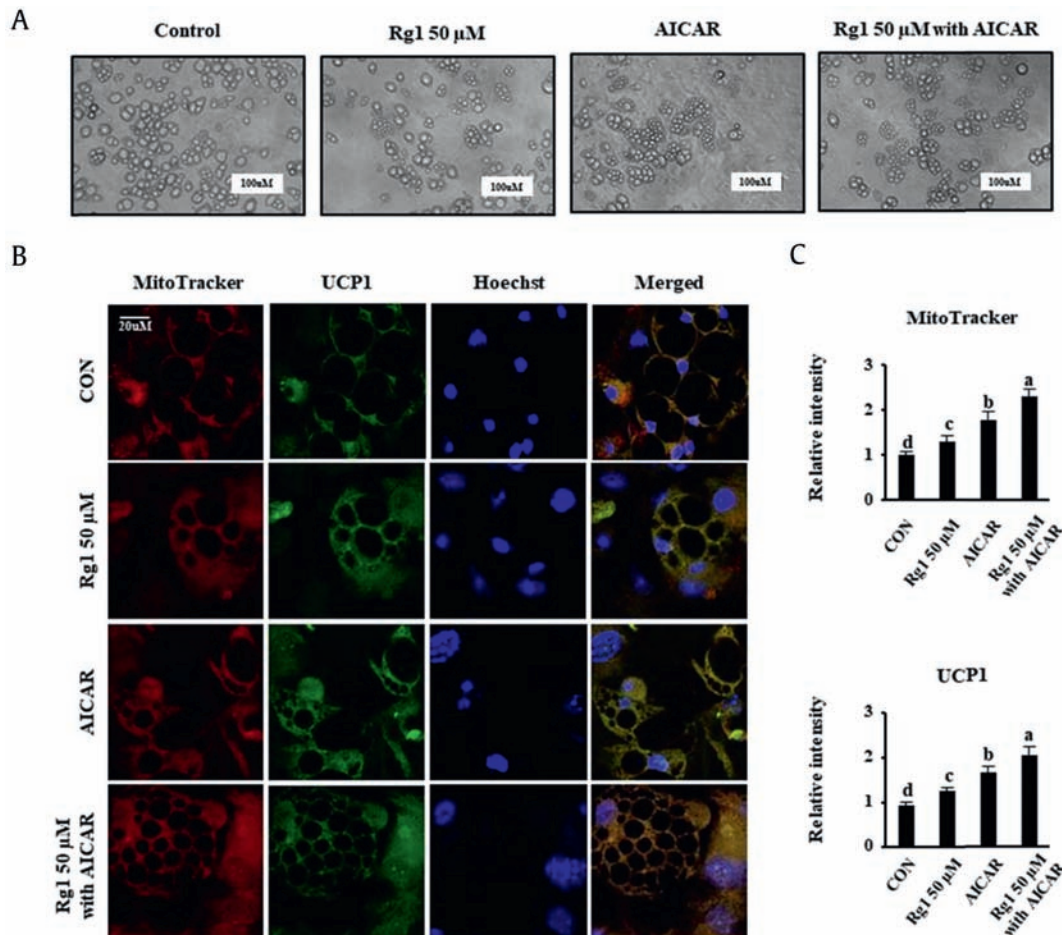 A
Control
Rg1 50 µM
AICAR
Rg1 50 µM with AICAR
100uM
100uM
100uM
100uM
B
MitoTracker
UCP1
Hoechst
Merged
20uM
CON
Rg1 50 µM
AICAR
Rg1 50 µM
with AICAR
C
MitoTracker
Relative intensity
3
2
1
0
d
c
b
a
CON
Rg1 50 µM
AICAR
Rg1 50 µM
with AICAR
UCP1
Relative intensity
3
2
1
0
d
c
b
a
CON
Rg1 50 µM
AICAR
Rg1 50 µM
with AICAR